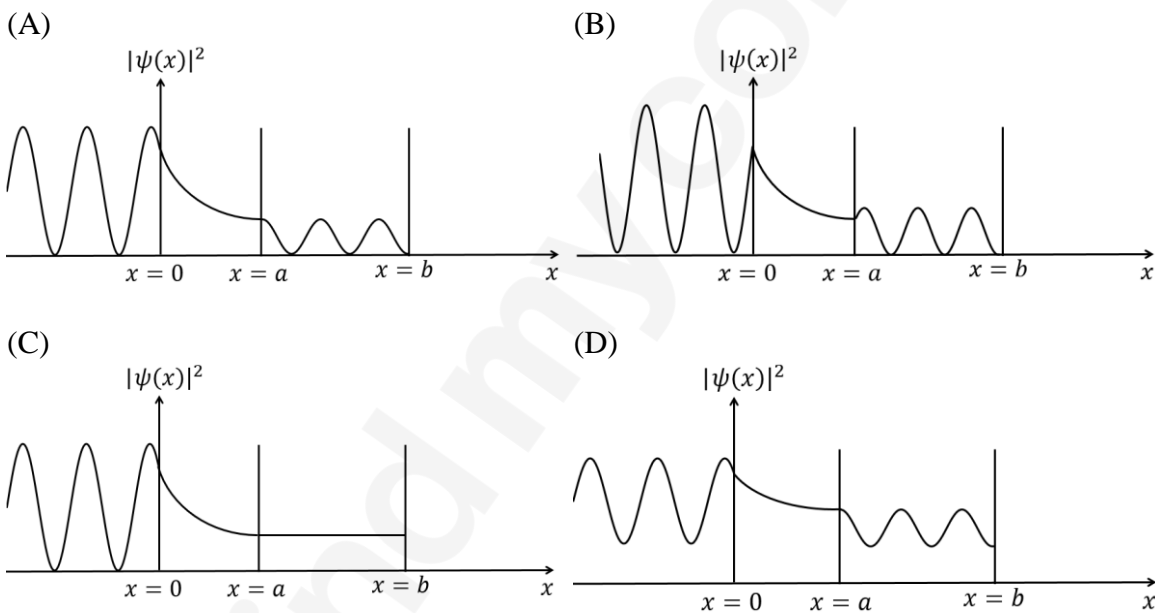 (A)
(B)
|ψ(x)|²
|ψ(x)|²
x = 0
x = a
x = b
x
x = 0
x = a
x = b
x
(C)
(D)
|ψ(x)|²
|ψ(x)|²
x = 0
x = a
x = b
x
x = 0
x = a
x = b
x